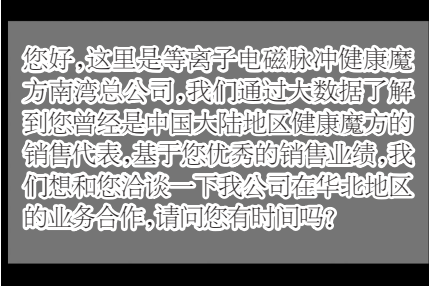 您好,这里是等离子电磁脉冲健康魔
方南湾总公司,我们通过大数据了解
到您曾经是中国大陆地区健康魔方的
销售代表,基于您优秀的销售业绩,我
们想和您洽谈一下我公司在华北地区
的业务合作,请问您有时间吗?